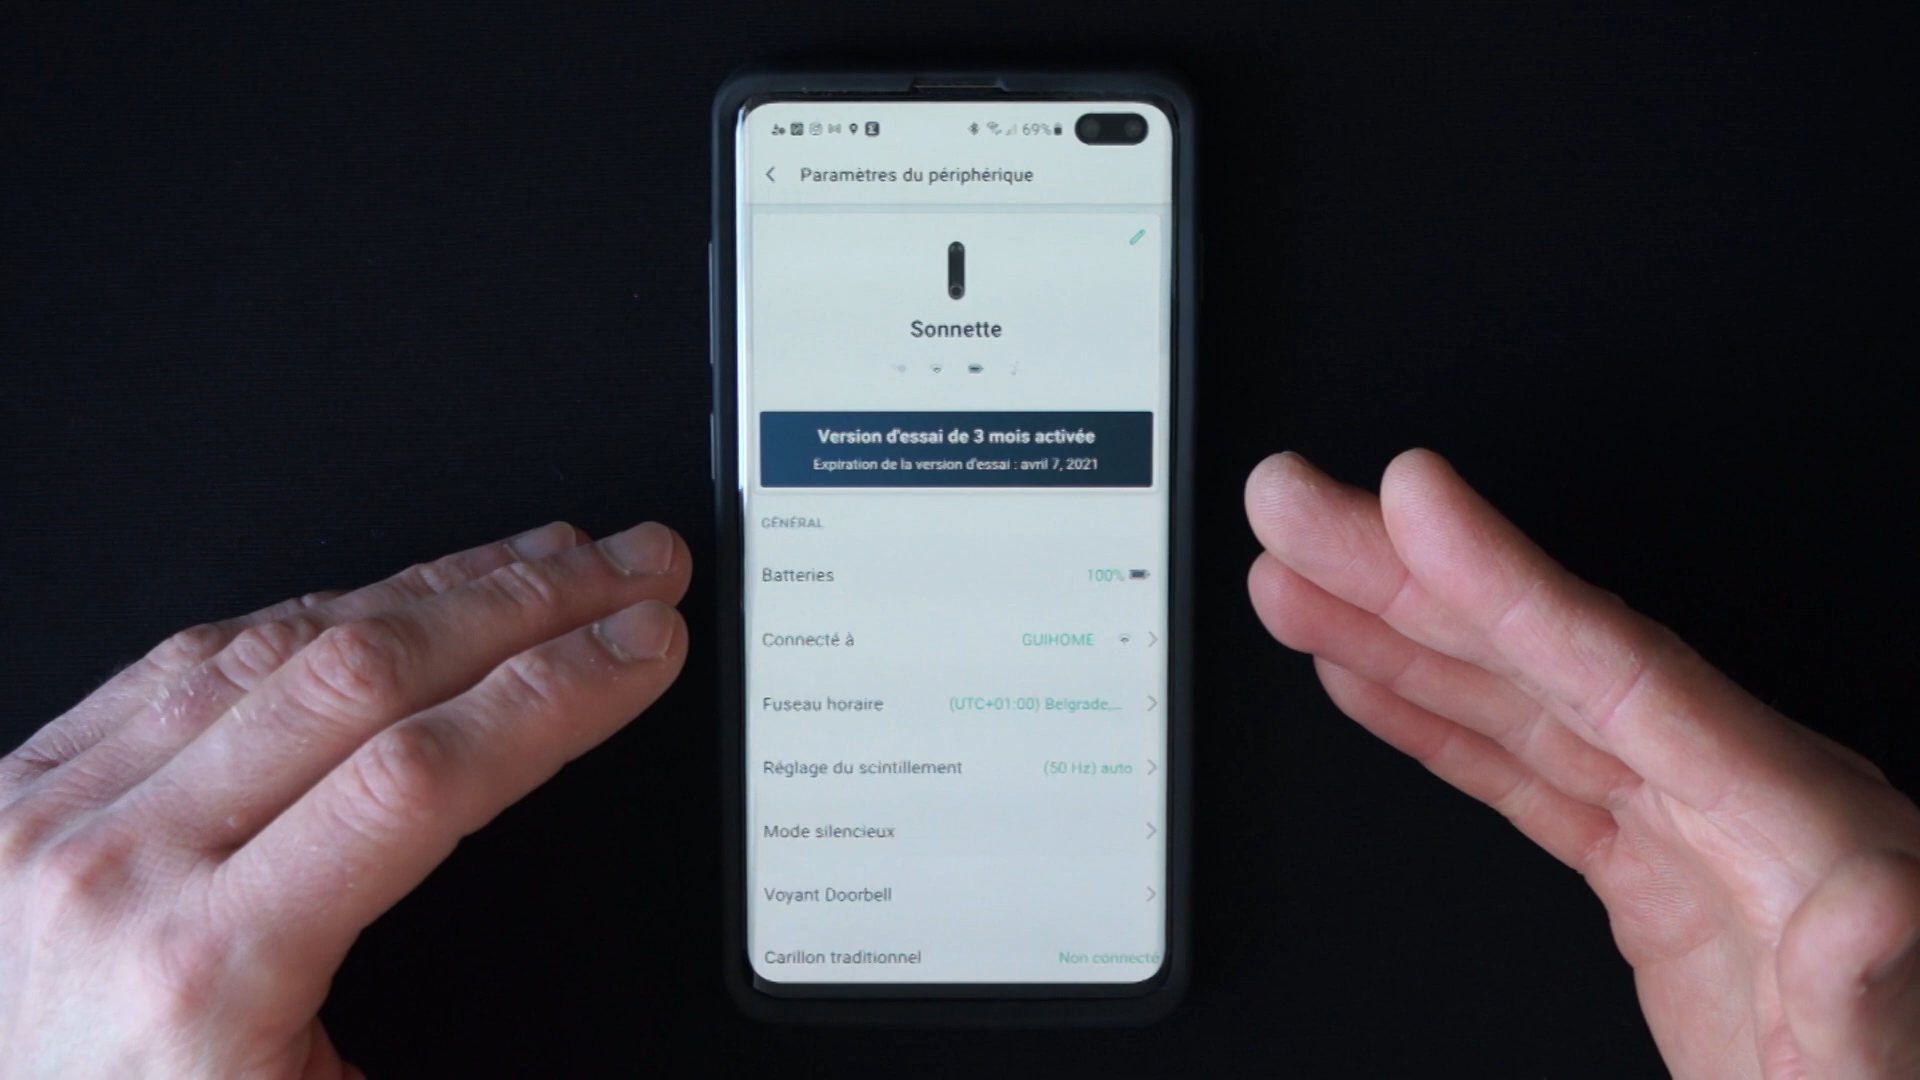 69%
Paramètres du périphérique
Sonnette
Version d'essai de 3 mois activée
Expiration de la version d'essai : avril 7, 2021
GÉNÉRAL
Batteries 100%
Connecté à GUIHOME
Fuseau horaire (UTC+01:00) Belgrade,...
Réglage du scintillement (50 Hz) auto
Mode silencieux
Voyant Doorbell
Carillon traditionnel Non connecté